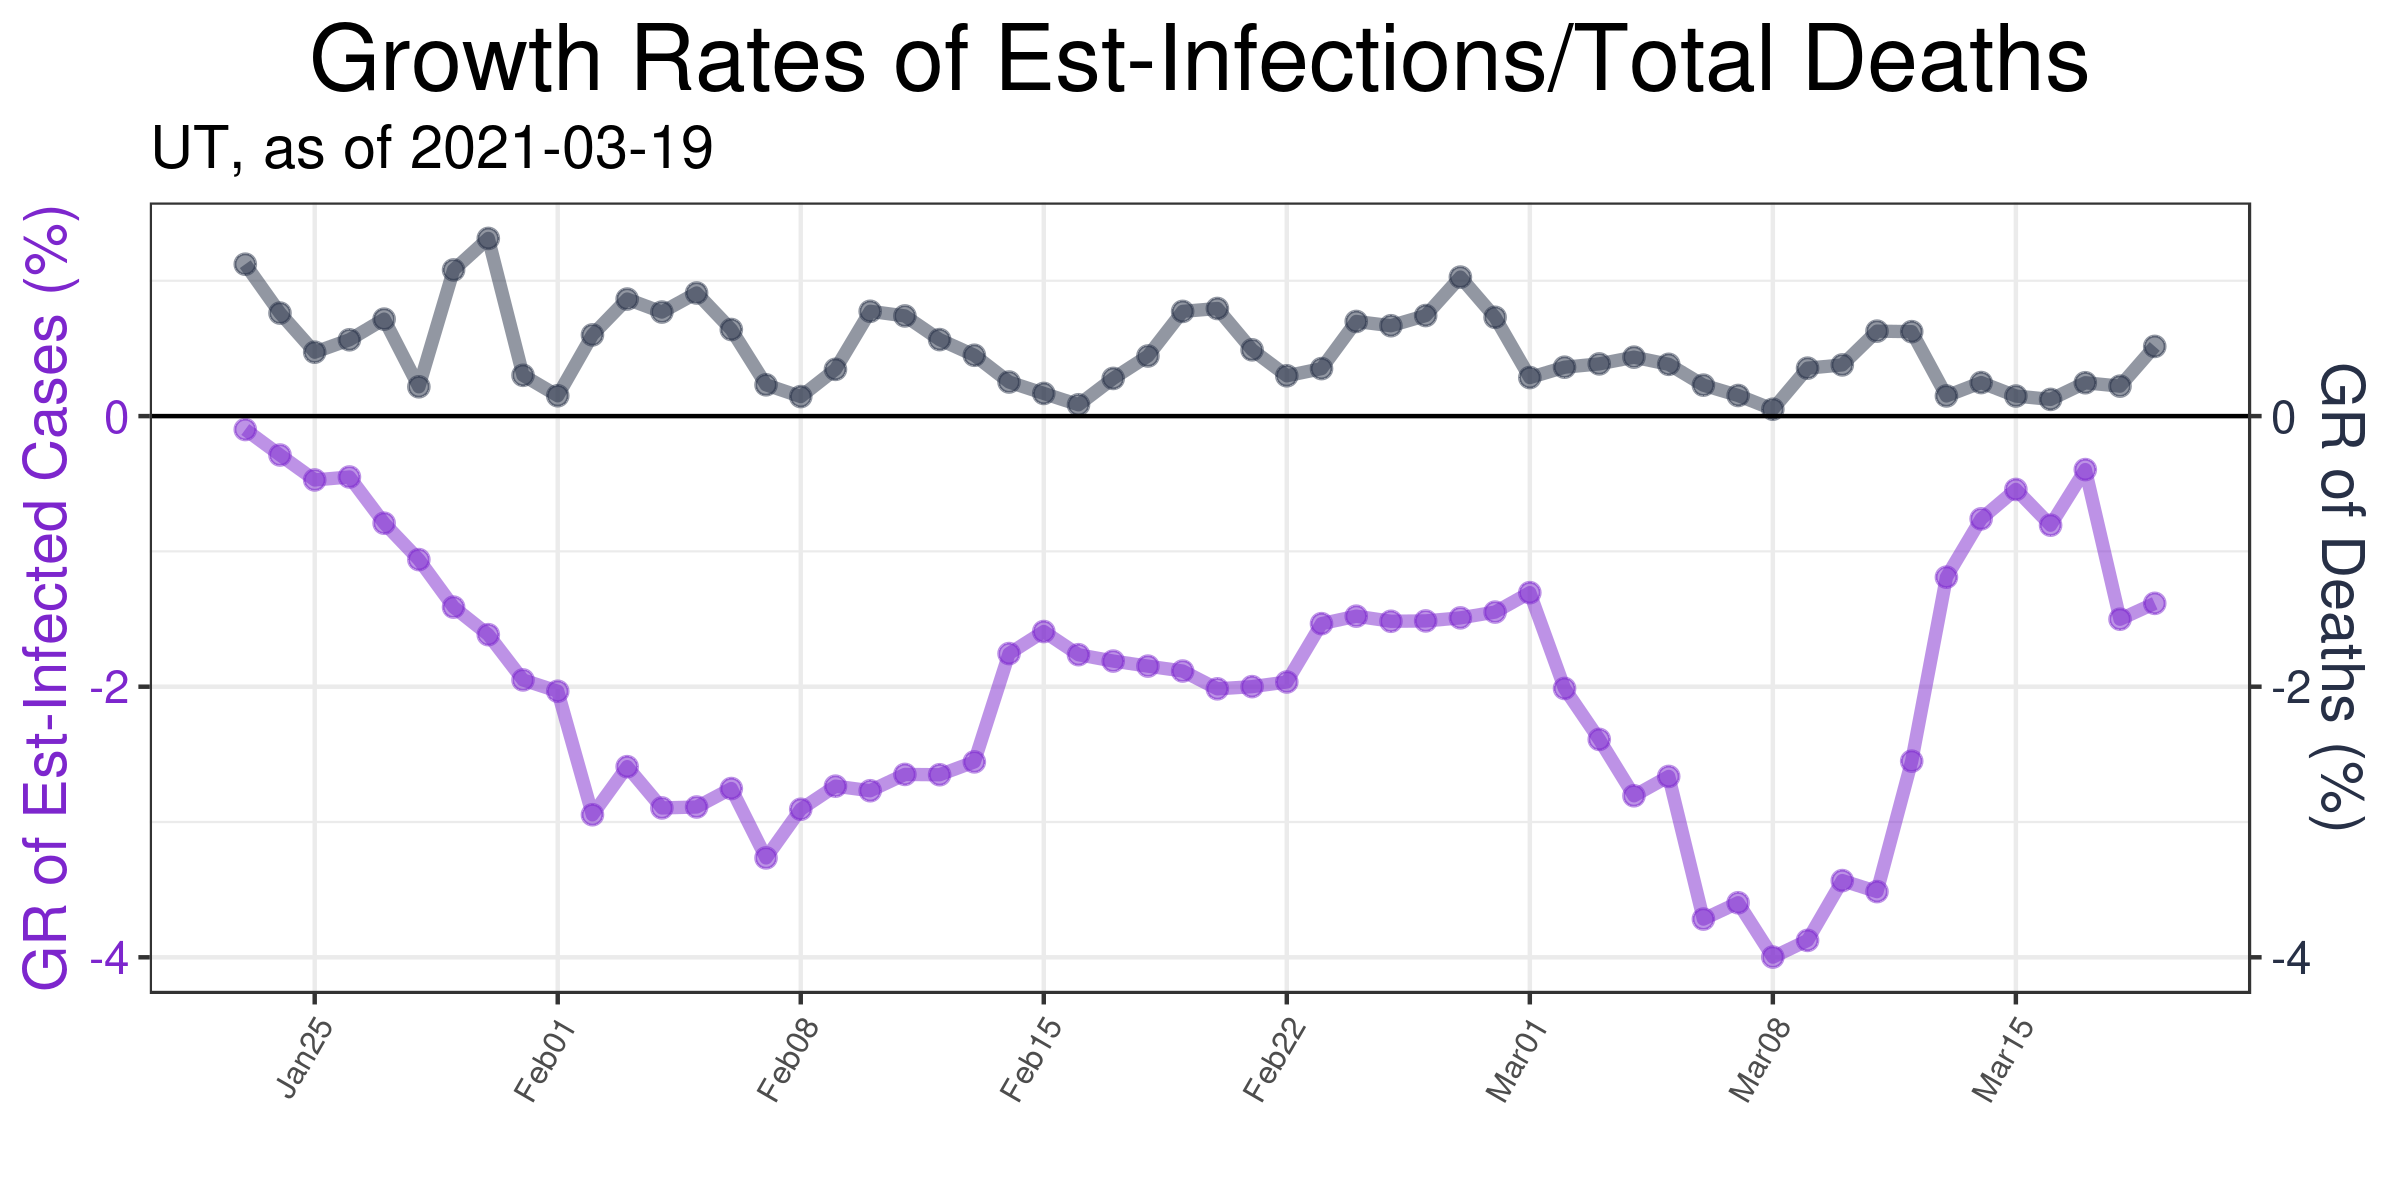 Growth Rates of Est-Infections/Total Deaths
UT, as of 2021-03-19
GR of Est-Infected Cases (%)
0
-2
-4
GR of Deaths (%)
0
-2
-4
Jan25
Feb01
Feb08
Feb15
Feb22
Mar01
Mar08
Mar15